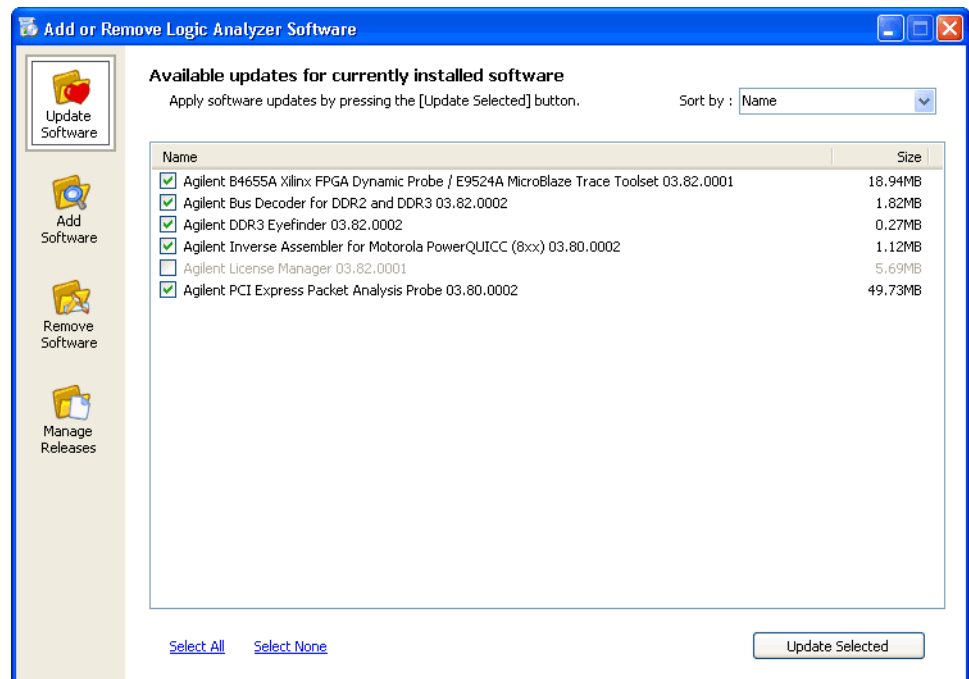 Add or Remove Logic Analyzer Software
Update
Software
Add
Software
Remove
Software
Manage
Releases
Available updates for currently installed software
Apply software updates by pressing the [Update Selected] button.
Sort by : Name
Name Size
Agilent B4655A Xilinx FPGA Dynamic Probe / E9524A MicroBlaze Trace Toolset 03.82.0001 18.94MB
Agilent Bus Decoder for DDR2 and DDR3 03.82.0002 1.82MB
Agilent DDR3 Eyefinder 03.82.0002 0.27MB
Agilent Inverse Assembler for Motorola PowerQUICC (8xx) 03.80.0002 1.12MB
Agilent License Manager 03.82.0001 5.69MB
Agilent PCI Express Packet Analysis Probe 03.80.0002 49.73MB
Select All Select None Update Selected